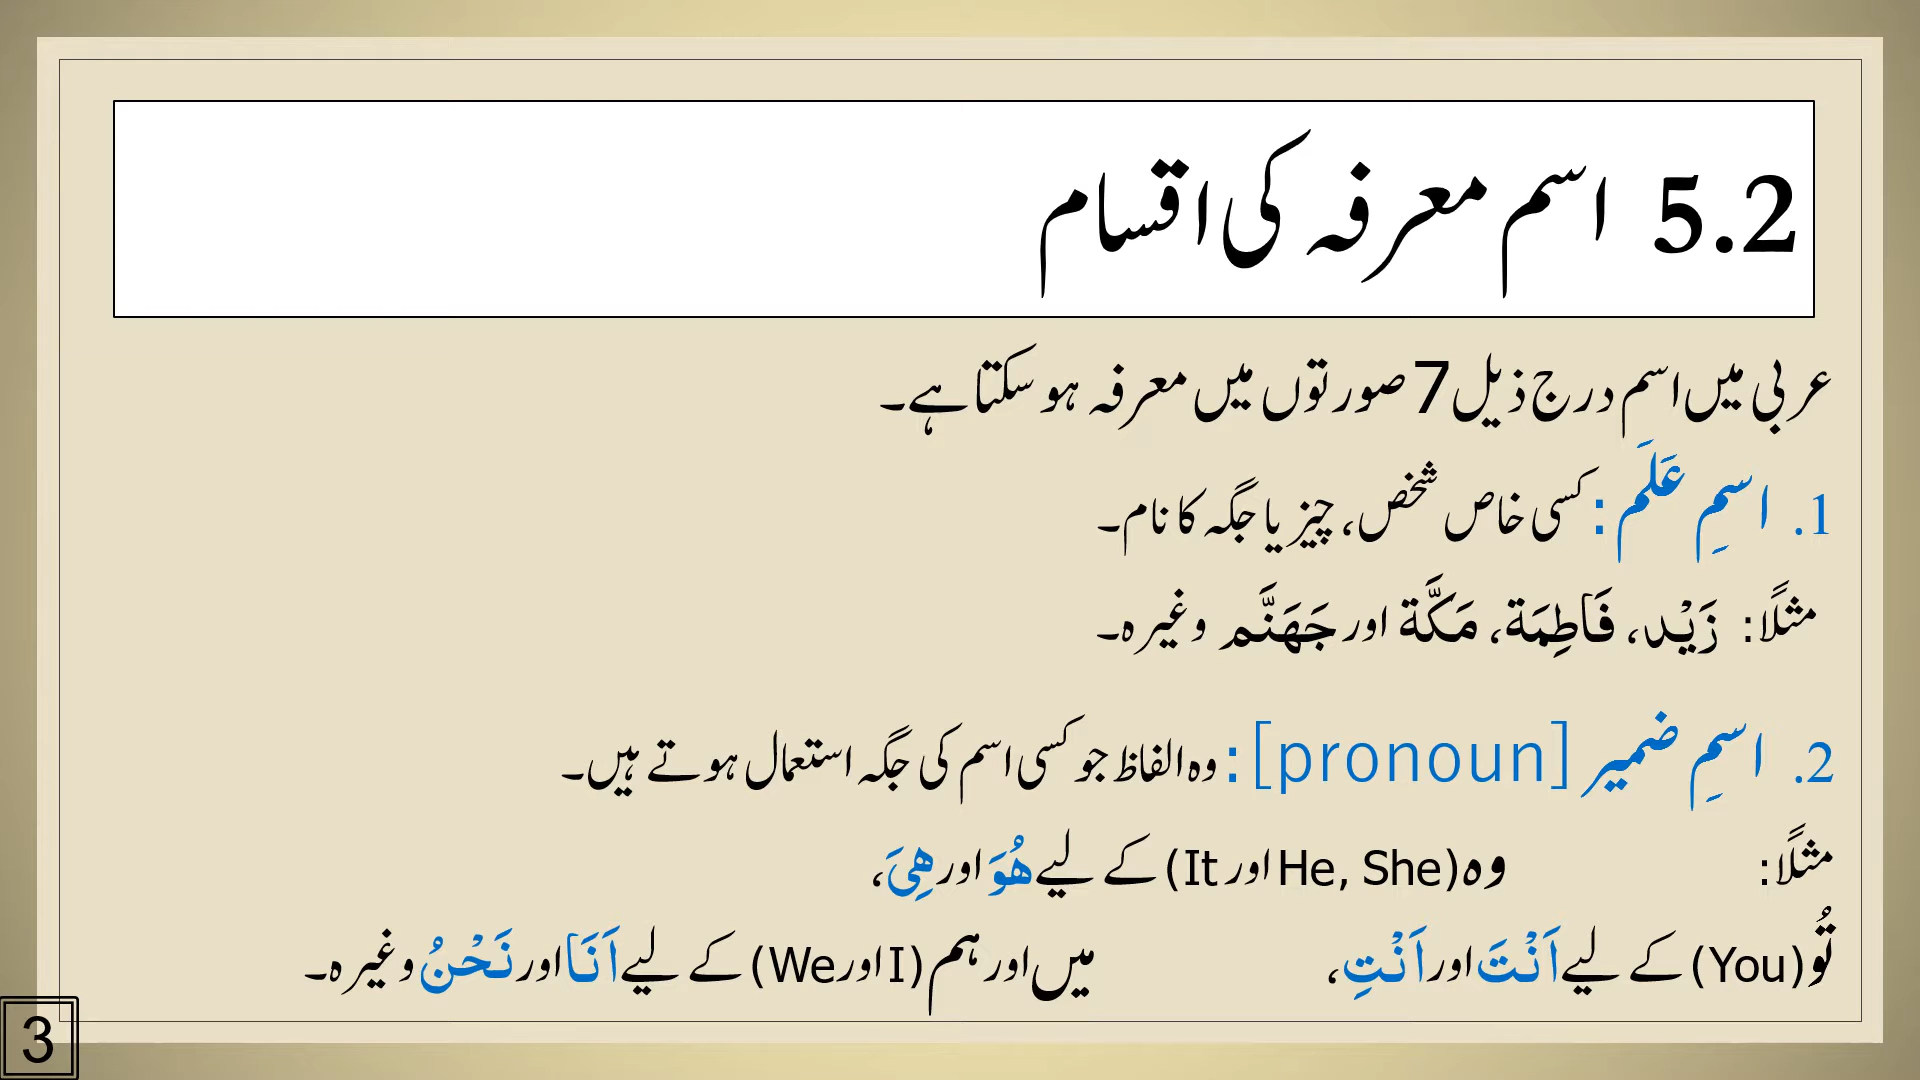 5.2 اسم معرفہ کی اقسام
عربی میں اسم درج ذیل 7 صورتوں میں معرفہ ہو سکتا ہے۔
1. اسمِ عَلَم: کسی خاص شخص، چیز یا جگہ کا نام۔
مثلًا: زَیْد، فَاطِمَة، مَکَّة اور جَهَنَّم وغیرہ۔
2. اسمِ ضمیر [pronoun]: وہ الفاظ جو کسی اسم کی جگہ استعمال ہوتے ہیں۔
مثلًا: وہ (He, She اور It) کے لیے هُوَ اور هِیَ،
تُو (You) کے لیے اَنْتَ اور اَنْتِ، میں اور ہم (I اور We) کے لیے اَنَا اور نَحْنُ وغیرہ۔
3